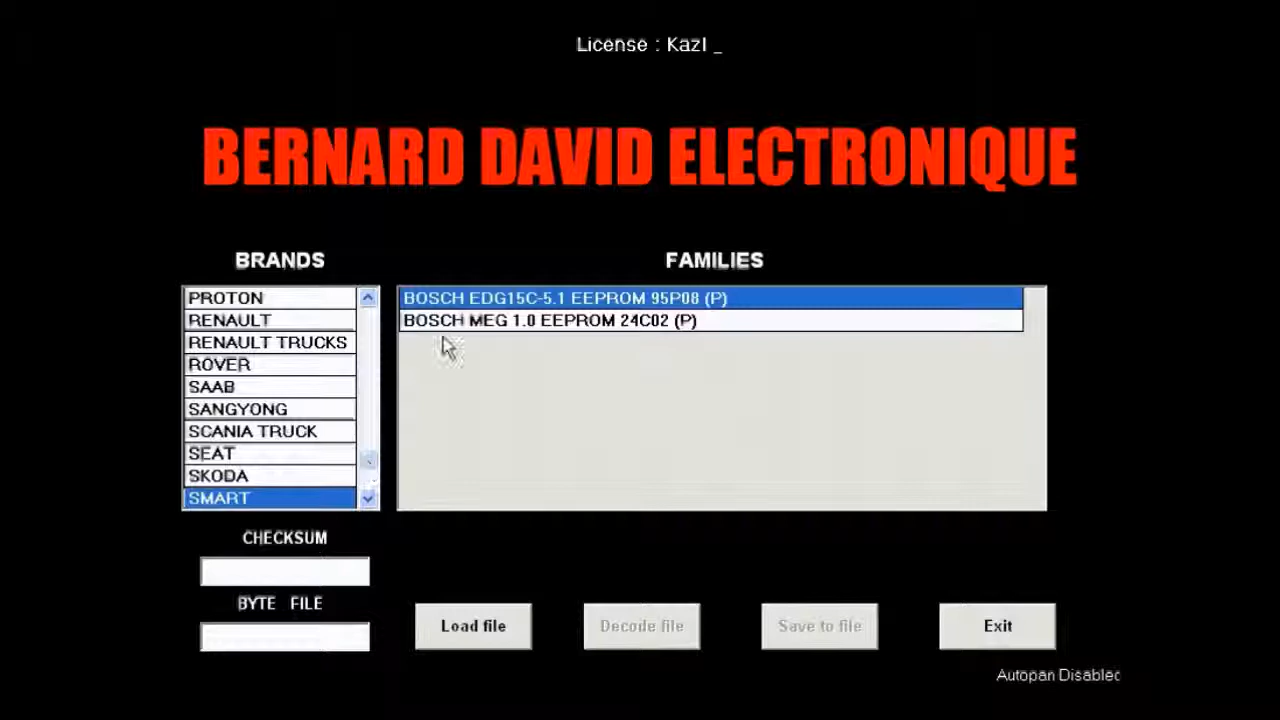 License : KazI _
BERNARD DAVID ELECTRONIQUE
BRANDS
FAMILIES
PROTON
RENAULT
RENAULT TRUCKS
ROVER
SAAB
SANGYONG
SCANIA TRUCK
SEAT
SKODA
SMART
BOSCH EDG15C-5.1 EEPROM 95P08 (P)
BOSCH MEG 1.0 EEPROM 24C02 (P)
CHECKSUM
BYTE FILE
Load file
Decode file
Save to file
Exit
Autopan Disabled